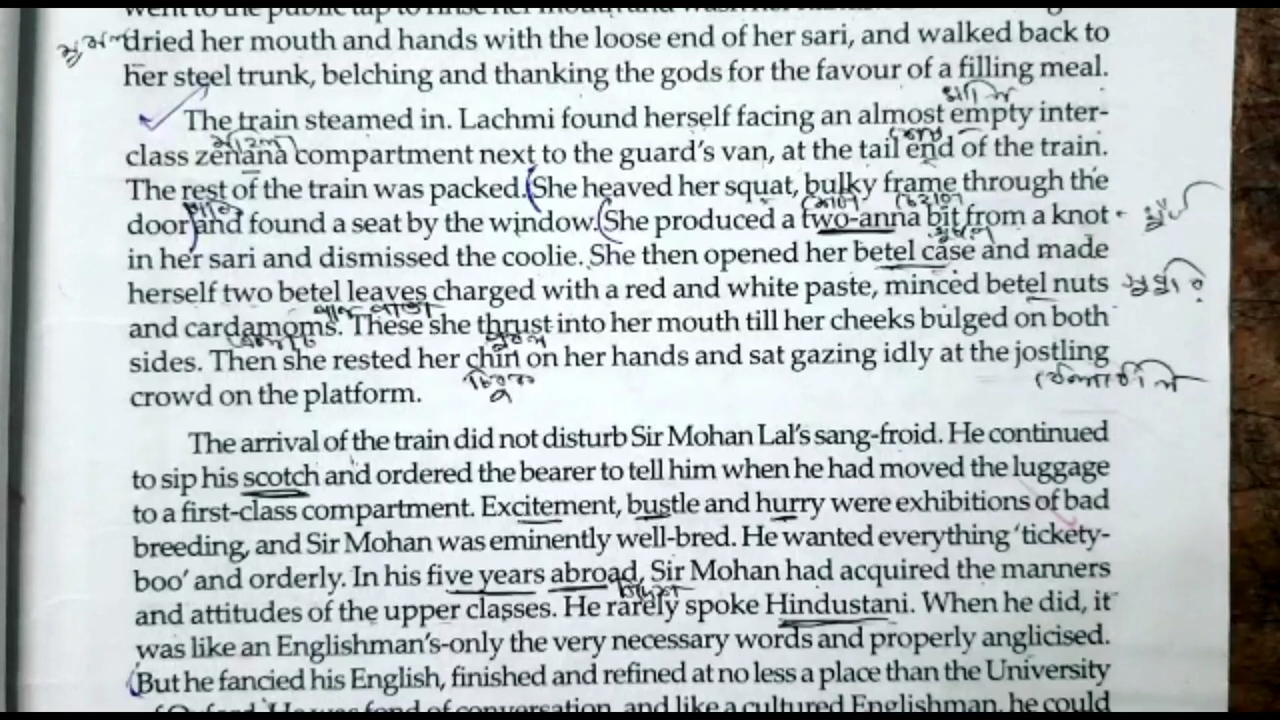 dried her mouth and hands with the loose end of her sari, and walked back to
her steel trunk, belching and thanking the gods for the favour of a filling meal.
The train steamed in. Lachmi found herself facing an almost empty inter-
class zenana compartment next to the guard's van, at the tail end of the train.
The rest of the train was packed. She heaved her squat, bulky frame through the
door and found a seat by the window. She produced a two-anna bit from a knot
in her sari and dismissed the coolie. She then opened her betel case and made
herself two betel leaves charged with a red and white paste, minced betel nuts
and cardamoms. These she thrust into her mouth till her cheeks bulged on both
sides. Then she rested her chin on her hands and sat gazing idly at the jostling
crowd on the platform.
The arrival of the train did not disturb Sir Mohan Lal's sang-froid. He continued
to sip his scotch and ordered the bearer to tell him when he had moved the luggage
to a first-class compartment. Excitement, bustle and hurry were exhibitions of bad
breeding, and Sir Mohan was eminently well-bred. He wanted everything 'tickety-
boo' and orderly. In his five years abroad, Sir Mohan had acquired the manners
and attitudes of the upper classes. He rarely spoke Hindustani. When he did, it
was like an Englishman's-only the very necessary words and properly anglicised.
But he fancied his English, finished and refined at no less a place than the University
of Oxford. He was fond of conversation, and like a cultured Englishman, he could